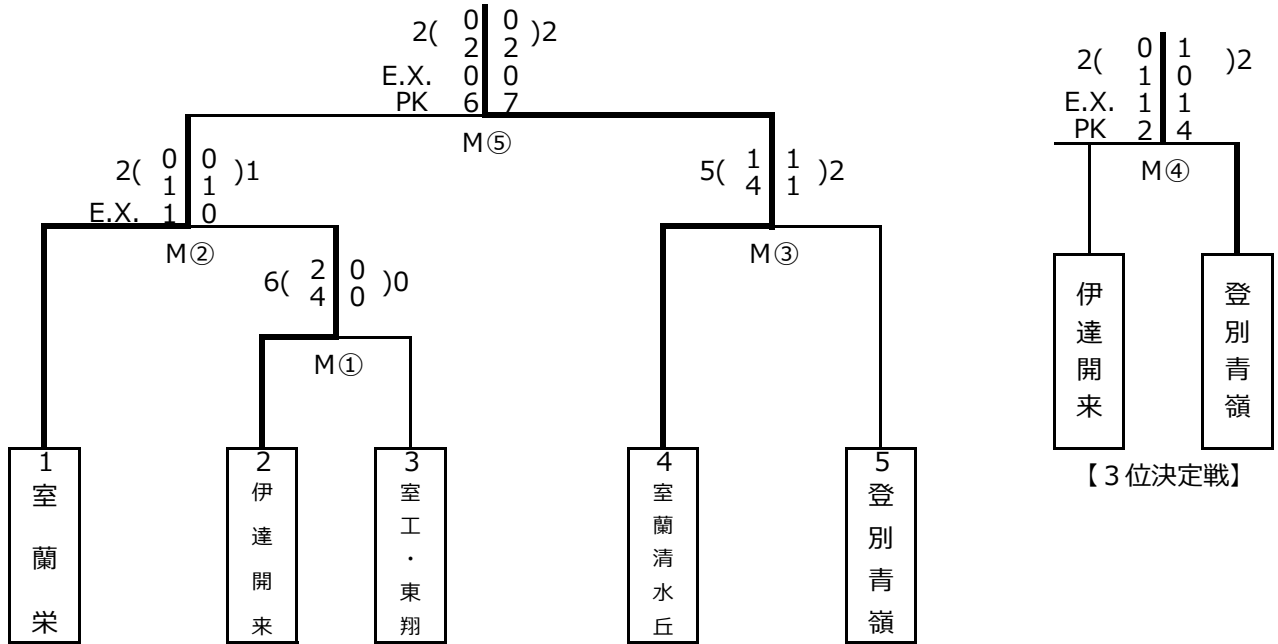 2( 0 0 )2
2 2
E.X. 0 0
PK 6 7
M⑤
2( 0 0 )1
1 1
E.X. 1 0
M②
5( 1 1 )2
4 1
M③
6( 2 0 )0
4 0
M①
1
室蘭栄
2
伊達開来
3
室工・東翔
4
室蘭清水丘
5
登別青嶺
2( 0 1 )2
1 0
E.X. 1 1
PK 2 4
M④
伊達開来
登別青嶺
【３位決定戦】